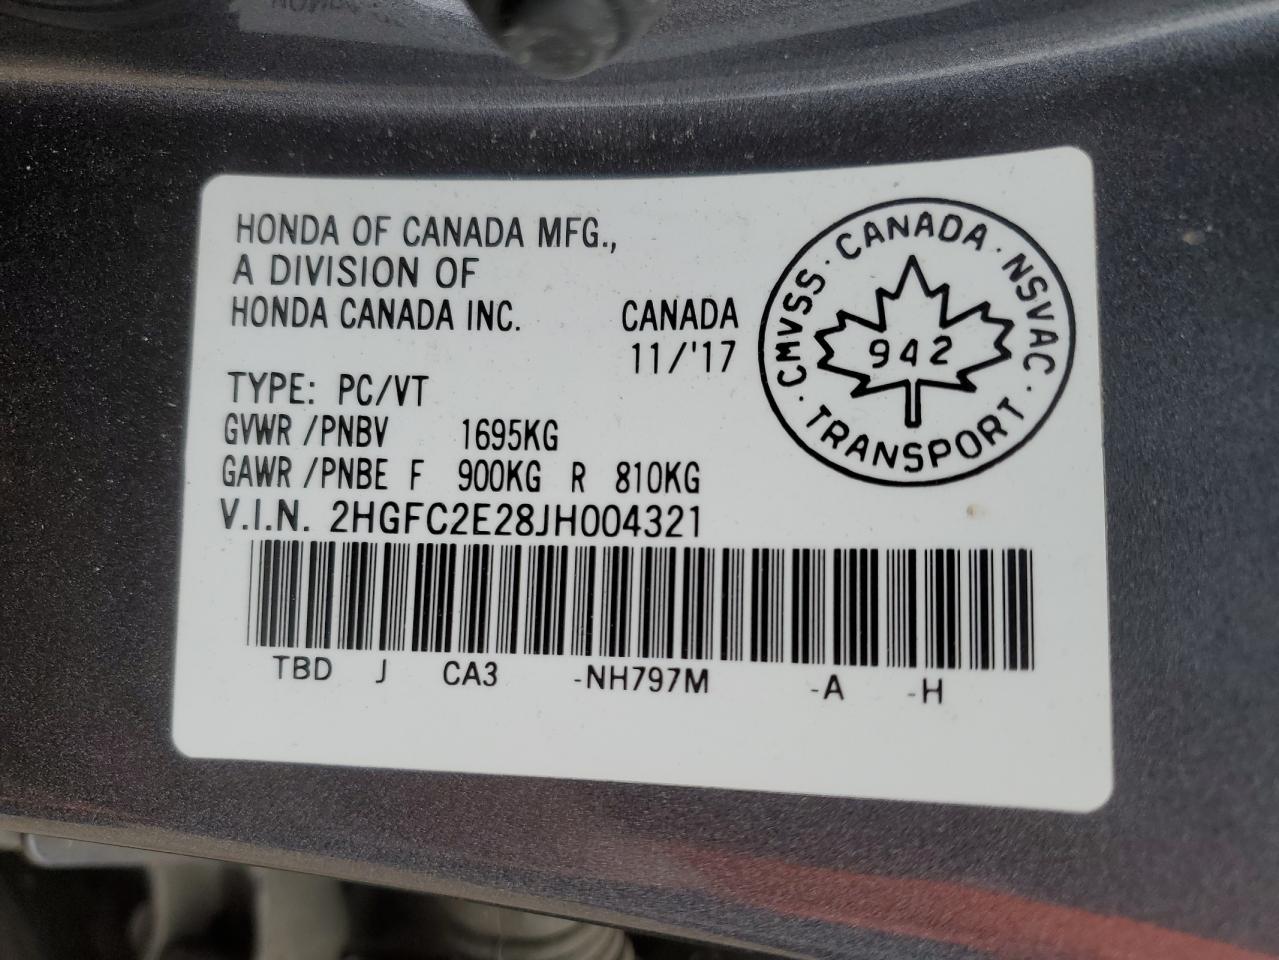 HONDA OF CANADA MFG.,
A DIVISION OF
HONDA CANADA INC. CANADA
11/'17
TYPE: PC/VT
GVWR /PNBV 1695KG
GAWR /PNBE F 900KG R 810KG
V.I.N. 2HGFC2E28JH004321
TBD J CA3 -NH797M -A -H
CMVSS · CANADA · NSVAC · TRANSPORT ·
942